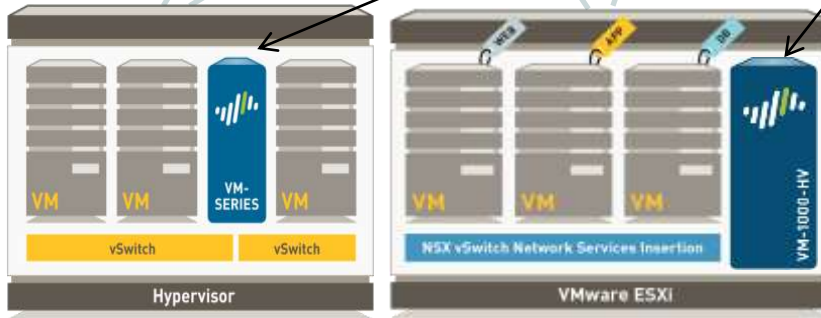 VM
VM
VM-
SERIES
VM
vSwitch
vSwitch
Hypervisor
WEB
APP
DB
VM
VM
VM
VM-1000-HV
NSX vSwitch Network Services Insertion
VMware ESXi